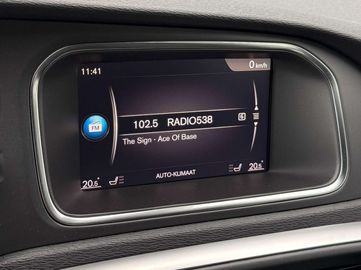 11:41
0 km/h
FM
102.5 RADIO538
The Sign - Ace Of Base
20.5
AUTO-KLIMAAT
20.5